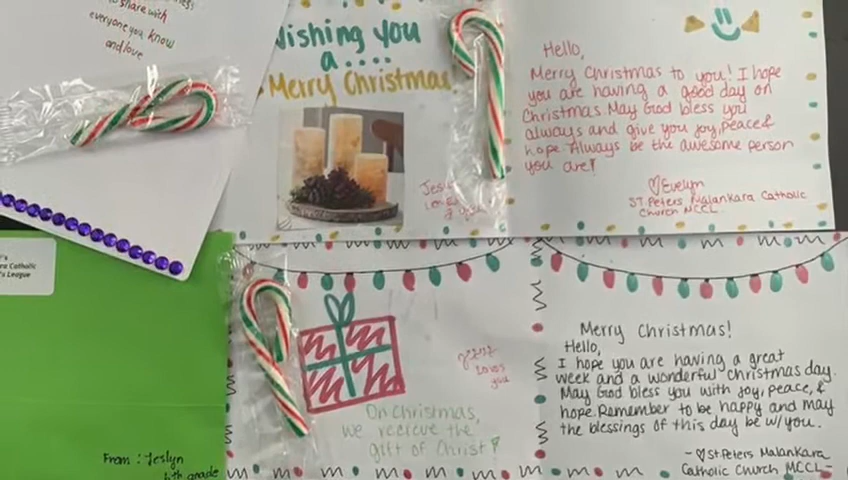 to share with
everyone you know
and love
Wishing you
a....
Merry Christmas
Jesus
loves
Hello,
Merry Christmas to you! I hope
you are having a good day on
Christmas. May God bless you
always and give you joy, peace &
hope. Always be the awesome person
you are!
Evelyn
ST. Peters Malankara Catholic
Church MCCL
Catholic
League
From: Jeslyn
6th grade
loves
you
On Christmas,
we receive the
gift of Christ!
Merry Christmas!
Hello,
I hope you are having a great
week and a wonderful christmas day.
May God bless you with joy, peace, &
hope. Remember to be happy and may
the blessings of this day be w/you.
- St. Peters Malankara
Catholic Church MCCL -